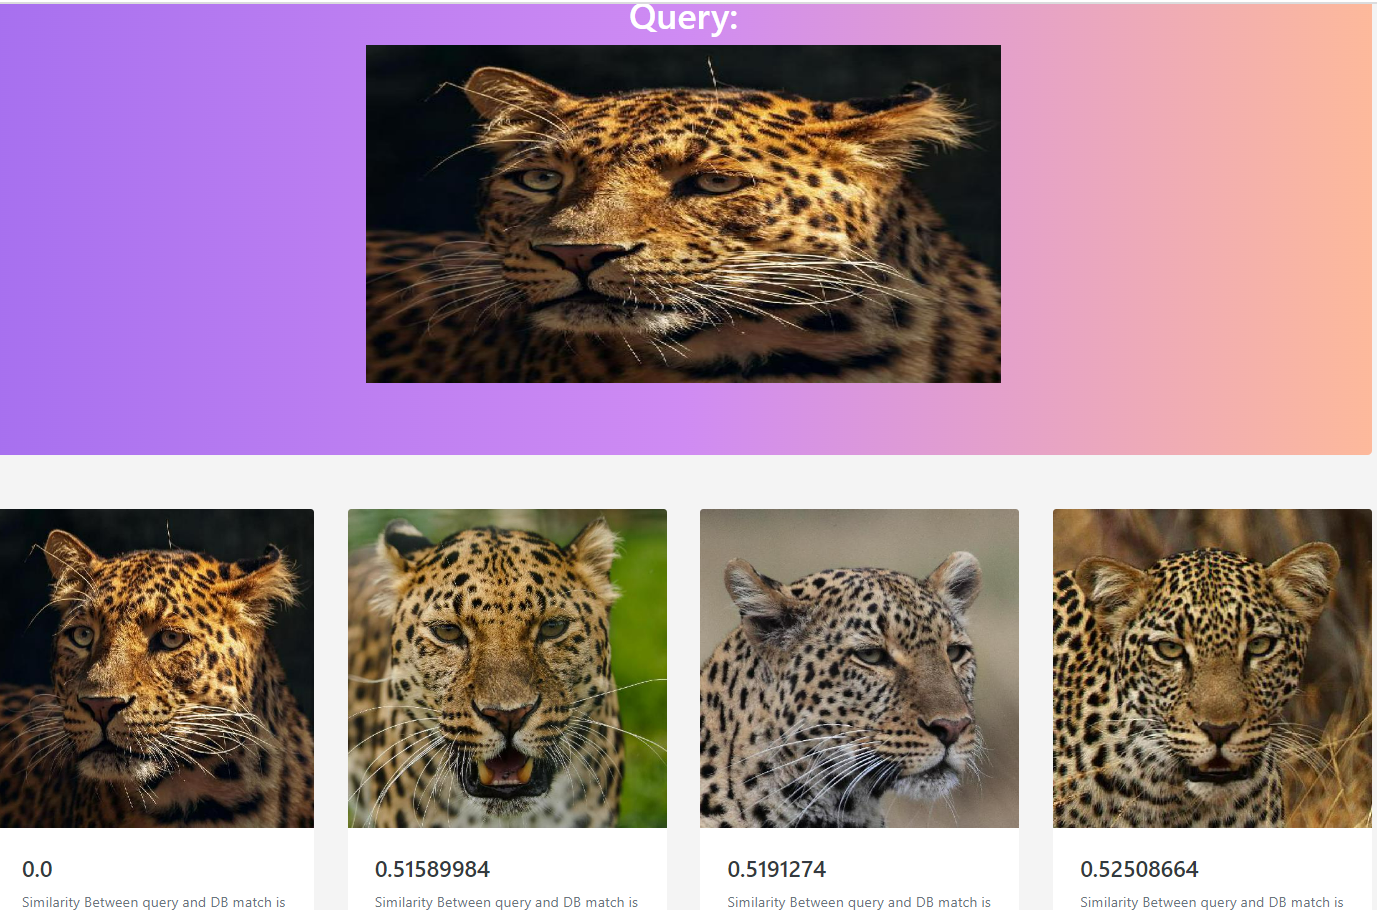 Query:
0.0
Similarity Between query and DB match is
0.51589984
Similarity Between query and DB match is
0.5191274
Similarity Between query and DB match is
0.52508664
Similarity Between query and DB match is